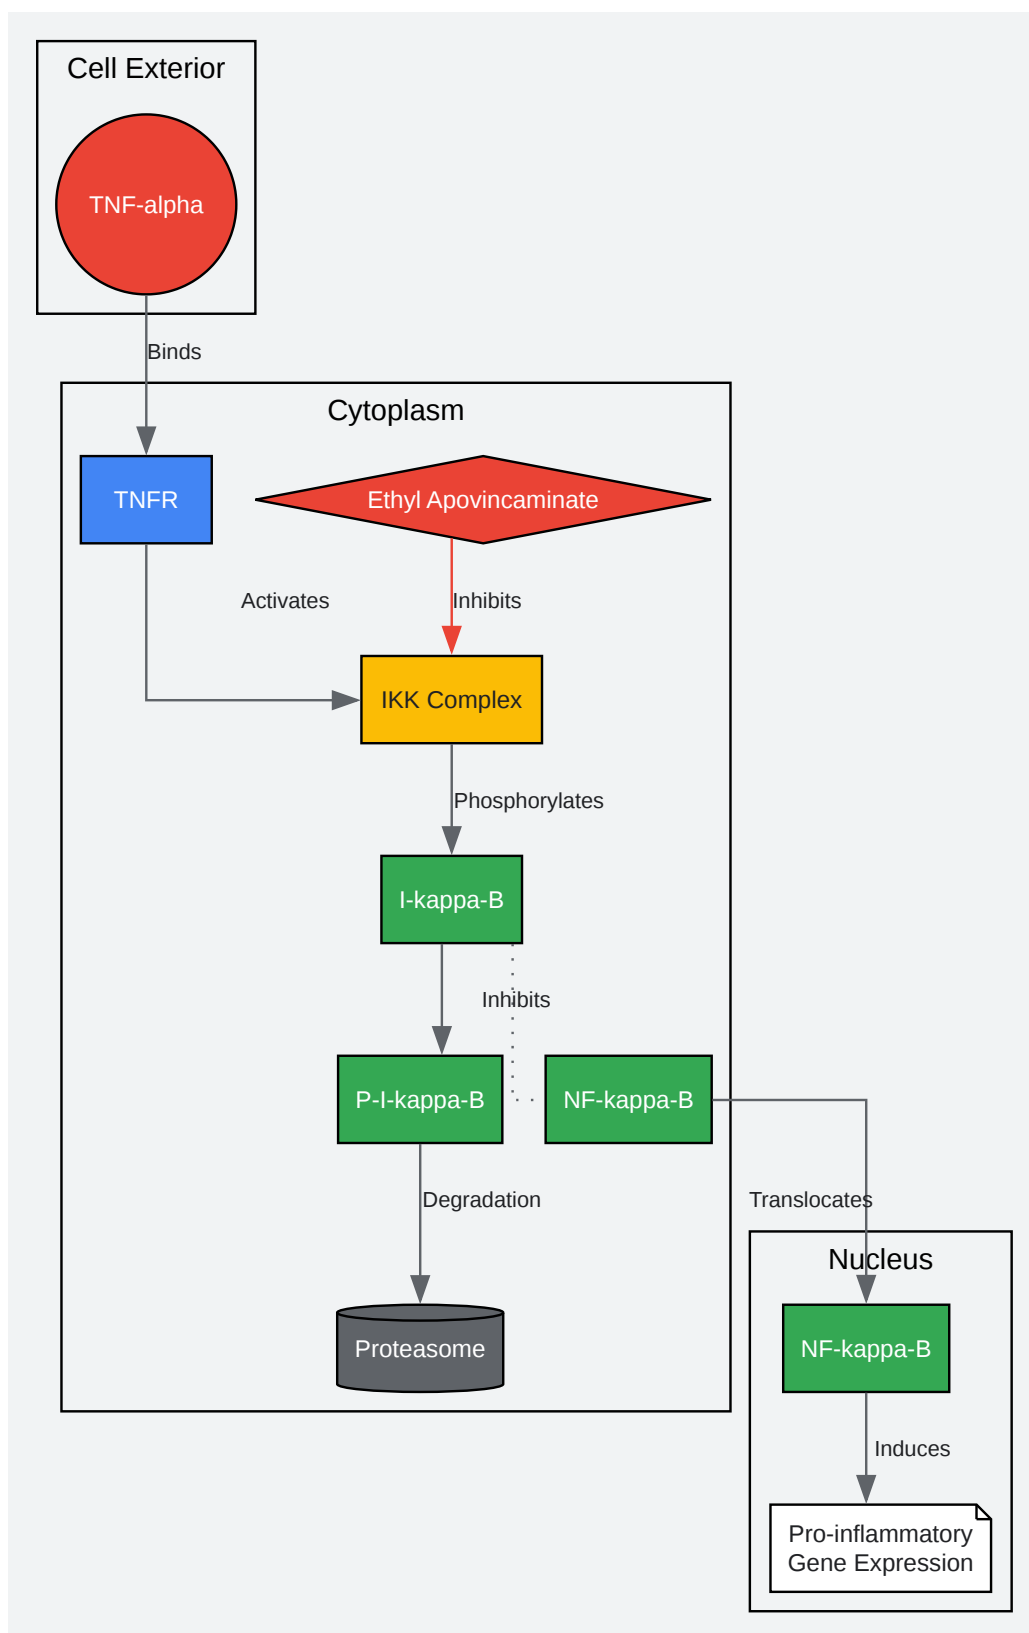 Cell Exterior
TNF-alpha
Binds
Cytoplasm
TNFR
Ethyl Apovincaminate
Activates
Inhibits
IKK Complex
Phosphorylates
I-kappa-B
Inhibits
P-I-kappa-B
NF-kappa-B
Degradation
Translocates
Nucleus
Proteasome
NF-kappa-B
Induces
Pro-inflammatory
Gene Expression